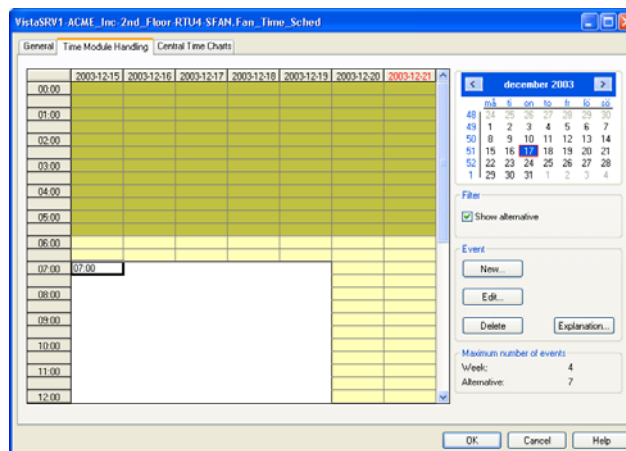 VistaSRV1-ACME_Inc-2nd_Floor-RTU4-SFAN.Fan_Time_Sched
General Time Module Handling Central Time Charts
2003-12-15 2003-12-16 2003-12-17 2003-12-18 2003-12-19 2003-12-20 2003-12-21
00:00
01:00
02:00
03:00
04:00
05:00
06:00
07:00 07:00
08:00
09:00
10:00
11:00
12:00
december 2003
må ti on to fr lö sö
48 24 25 26 27 28 29 30
49 1 2 3 4 5 6 7
50 8 9 10 11 12 13 14
51 15 16 17 18 19 20 21
52 22 23 24 25 26 27 28
1 29 30 31 1 2 3 4
Filter
Show alternative
Event
New...
Edit...
Delete Explanation...
Maximum number of events
Week: 4
Alternative: 7
OK Cancel Help